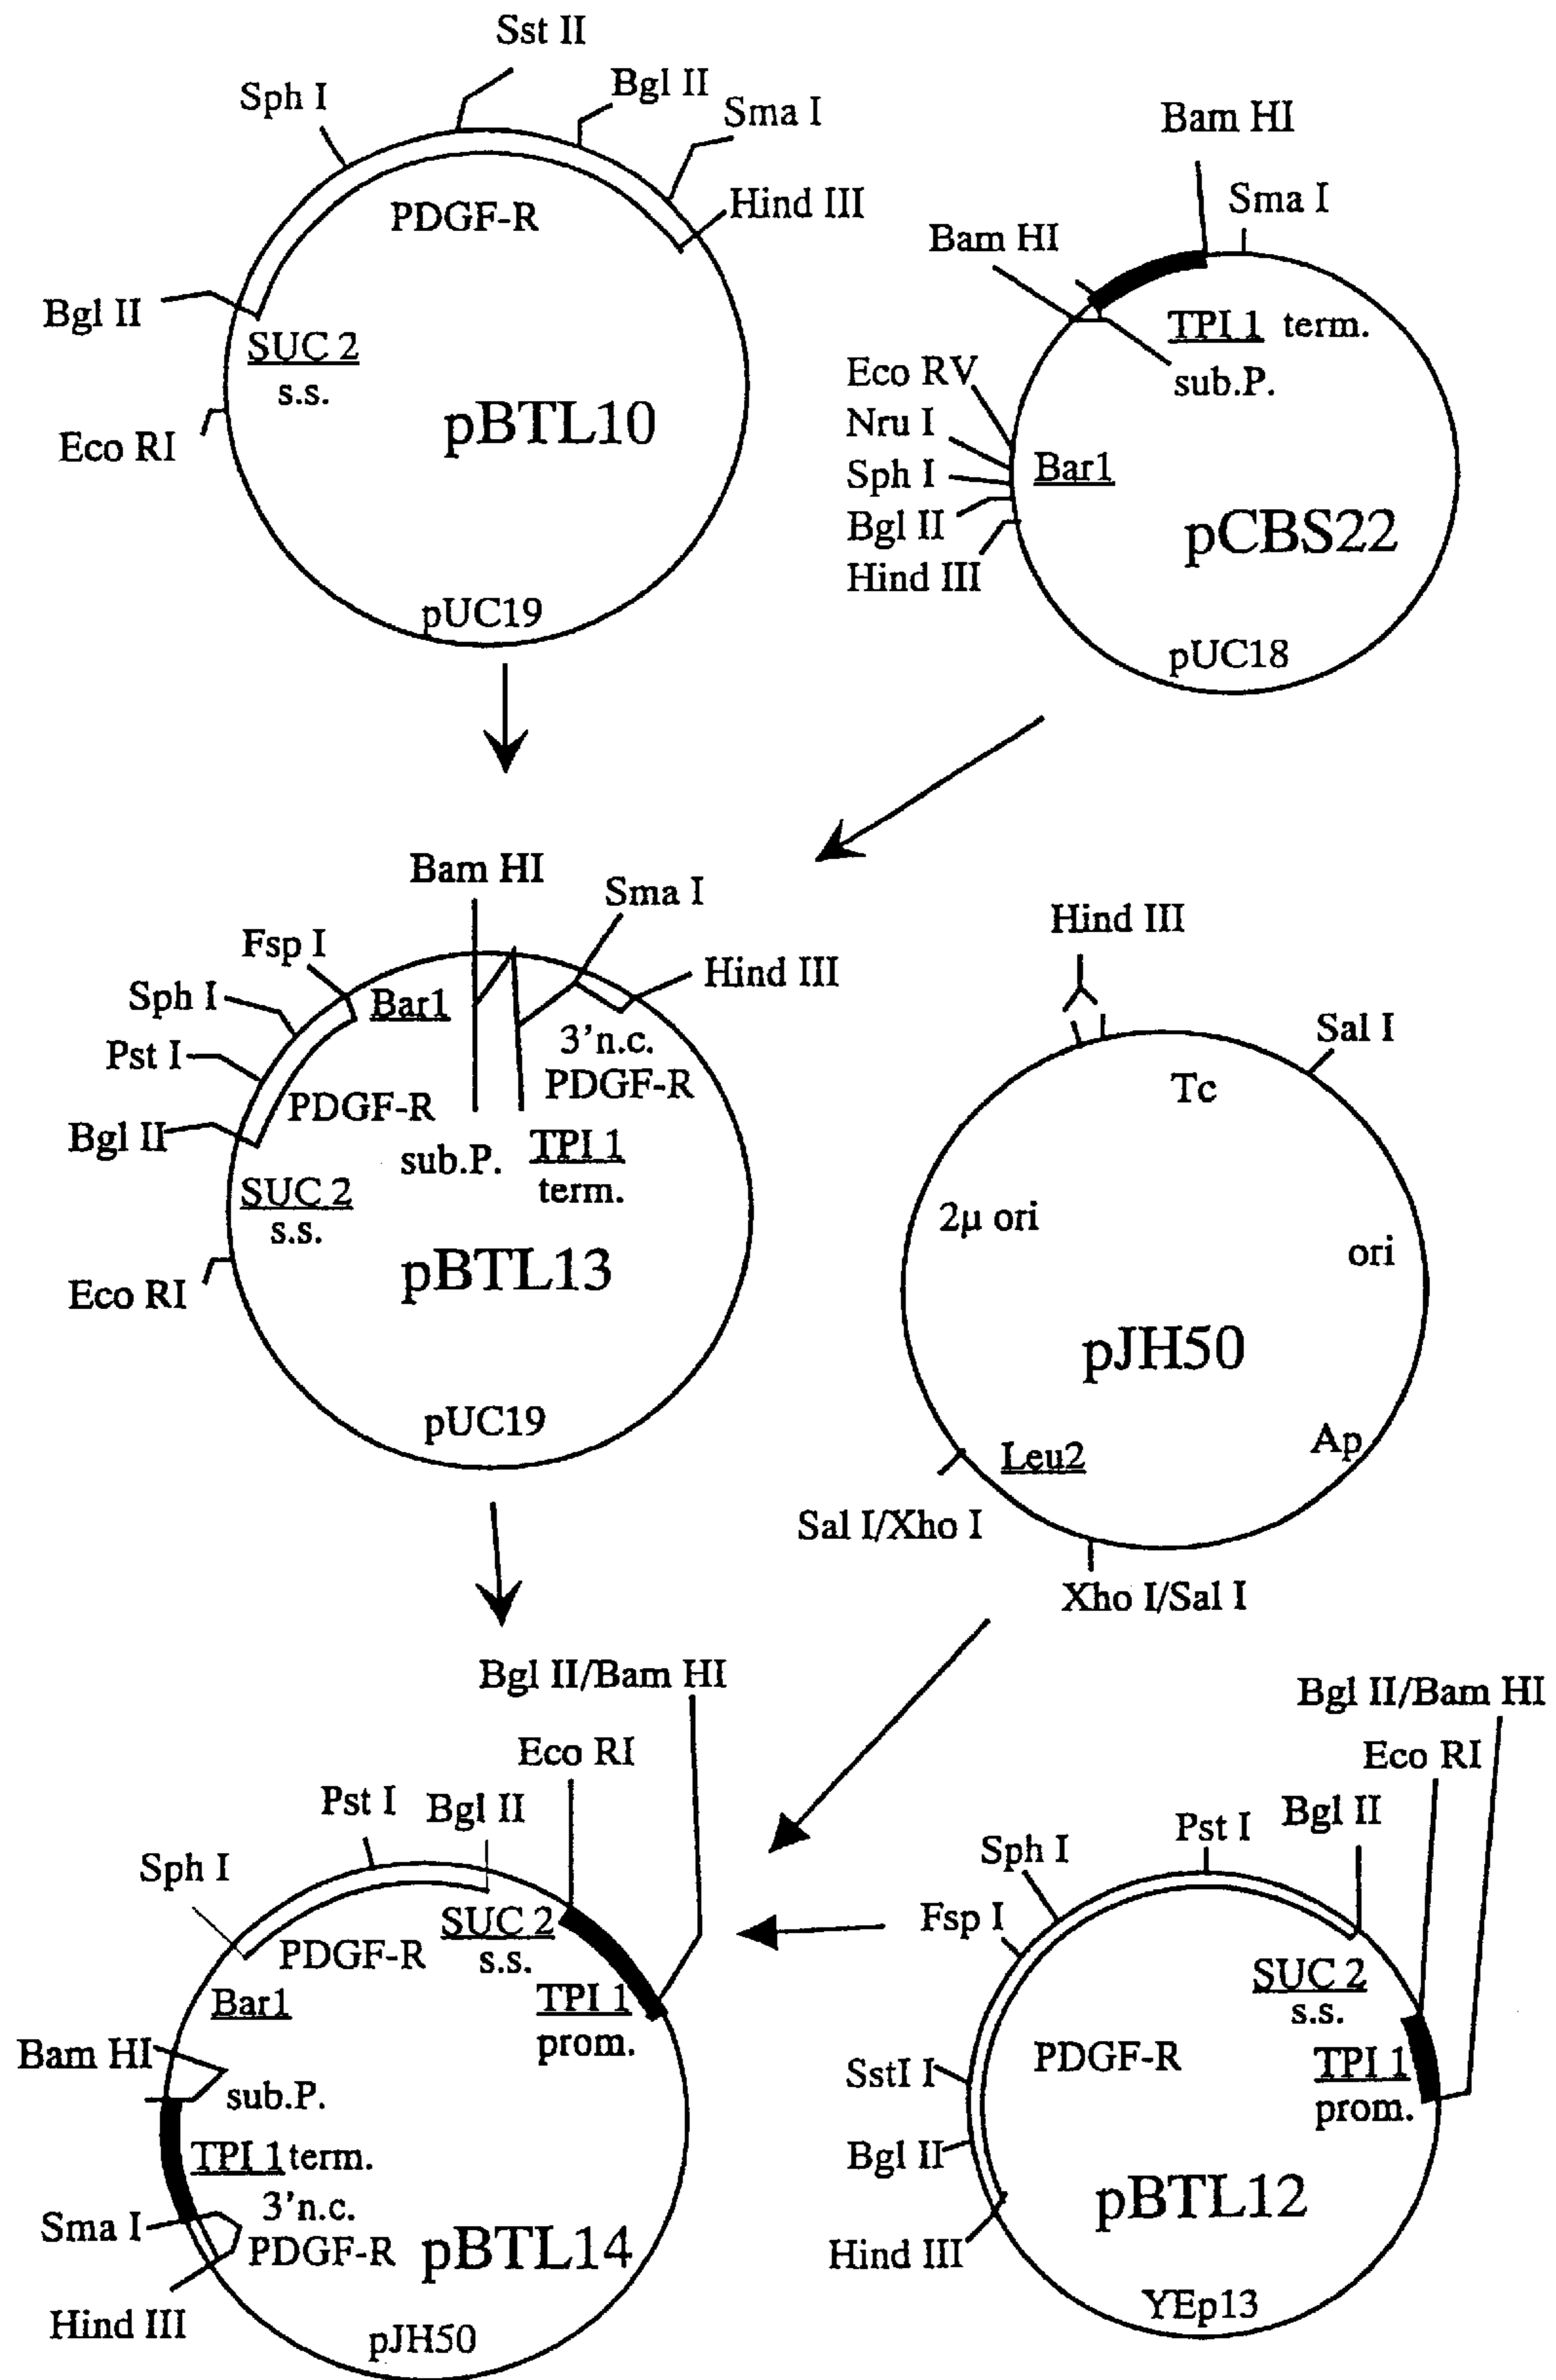 Sst II
Sph I
Bgl II
Sma I
PDGF-R
Hind III
Bgl II
SUC 2
s.s.
Eco RI
pBTL10
pUC19
Bam HI
Sma I
Bam HI
TPI 1 term.
sub.P.
Eco RV
Nru I
Sph I
Bar1
Bgl II
Hind III
pCBS22
pUC18
Bam HI
Sma I
Fsp I
Hind III
Sph I
Bar1
Pst I
3'n.c.
PDGF-R
PDGF-R
Bgl II
sub.P.
TPI 1
term.
SUC 2
s.s.
pBTL13
Eco RI
pUC19
Hind III
Sal I
Tc
2μ ori
ori
pJH50
Leu2
Ap
Sal I/Xho I
Xho I/Sal I
Bgl II/Bam HI
Eco RI
Pst I
Bgl II
Sph I
SUC 2
s.s.
PDGF-R
Bar1
TPI 1
prom.
Bam HI
sub.P.
TPI 1 term.
3'n.c.
Sma I
PDGF-R
pBTL14
Hind III
pJH50
Bgl II/Bam HI
Eco RI
Bgl II
Pst I
Sph I
Fsp I
SUC 2
s.s.
PDGF-R
TPI 1
prom.
SstI I
Bgl II
pBTL12
Hind III
YEp13